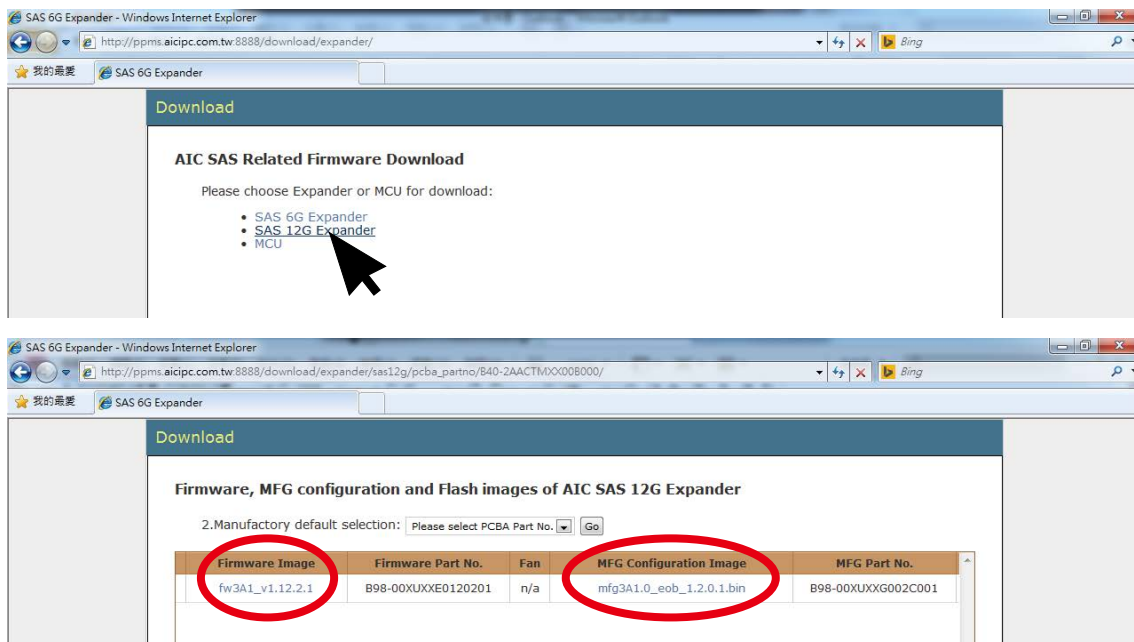 SAS 6G Expander - Windows Internet Explorer
http://ppms.aicipc.com.tw:8888/download/expander/
Bing
我的最愛
SAS 6G Expander
Download
AIC SAS Related Firmware Download
Please choose Expander or MCU for download:
SAS 6G Expander
SAS 12G Expander
MCU
SAS 6G Expander - Windows Internet Explorer
http://ppms.aicipc.com.tw:8888/download/expander/sas12g/pcba_partno/B40-2AACTMXX00B000/
Bing
我的最愛
SAS 6G Expander
Download
Firmware, MFG configuration and Flash images of AIC SAS 12G Expander
2.Manufactory default selection: Please select PCBA Part No. Go
Firmware Image Firmware Part No. Fan MFG Configuration Image MFG Part No.
fw3A1_v1.12.2.1 B98-00XUXXE0120201 n/a mfg3A1.0_eob_1.2.0.1.bin B98-00XUXXG002C001